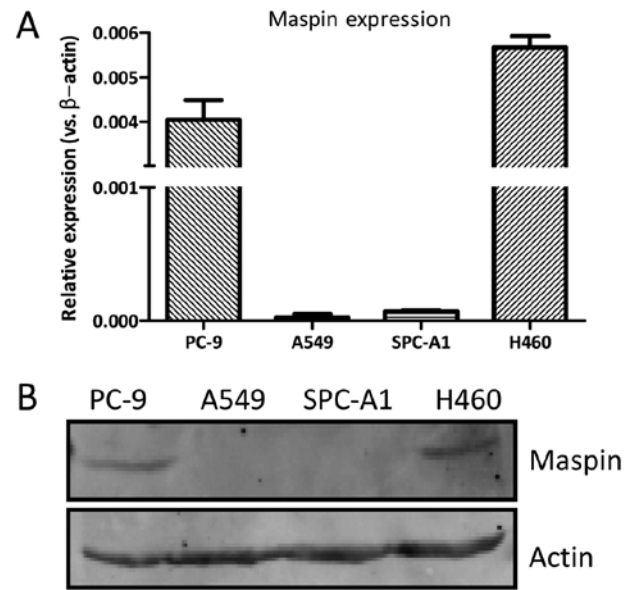 A
Maspin expression
Relative expression (vs. β−actin)
0.006
0.005
0.004
0.001
0.000
PC-9 A549 SPC-A1 H460
B
PC-9 A549 SPC-A1 H460
Maspin
Actin